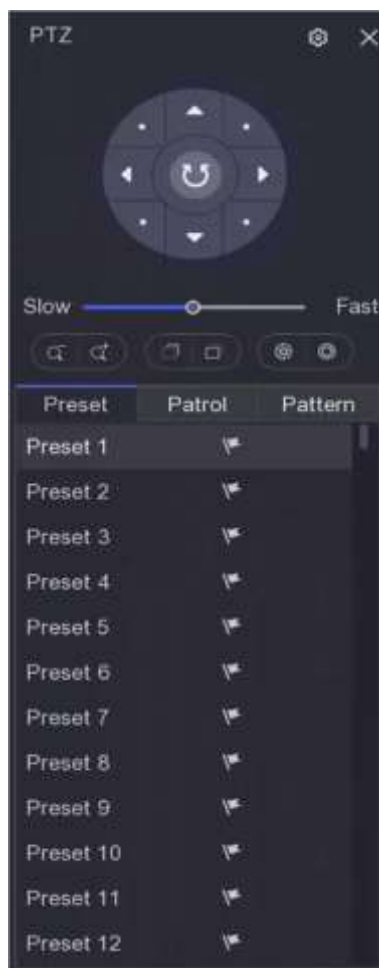 PTZ
Slow Fast
Preset Patrol Pattern
Preset 1
Preset 2
Preset 3
Preset 4
Preset 5
Preset 6
Preset 7
Preset 8
Preset 9
Preset 10
Preset 11
Preset 12